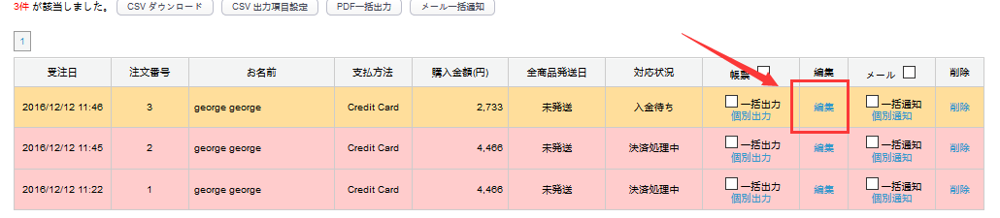 3件 が該当しました。 CSV ダウンロード CSV 出力項目設定 PDF一括出力 メール一括通知
1
受注日 注文番号 お名前 支払方法 購入金額(円) 全商品発送日 対応状況 帳票 編集 メール 削除
2016/12/12 11:46 3 george george Credit Card 2,733 未発送 入金待ち 一括出力 編集 一括通知 削除
個別出力 個別通知
2016/12/12 11:45 2 george george Credit Card 4,466 未発送 決済処理中 一括出力 編集 一括通知 削除
個別出力 個別通知
2016/12/12 11:22 1 george george Credit Card 4,466 未発送 決済処理中 一括出力 編集 一括通知 削除
個別出力 個別通知